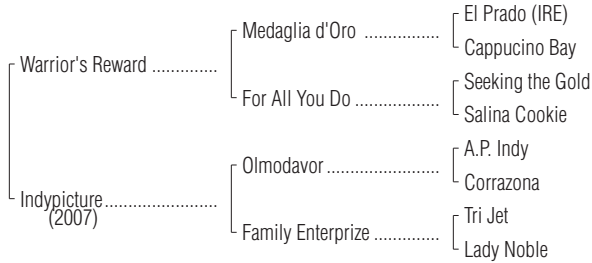 El Prado (IRE)
Medaglia d'Oro ................
Cappucino Bay
Warrior's Reward ..............
Seeking the Gold
For All You Do ..................
Salina Cookie
A.P. Indy
Olmodavor ........................
Corrazona
Indypicture ........................
(2007)
Tri Jet
Family Enterprize ..............
Lady Noble